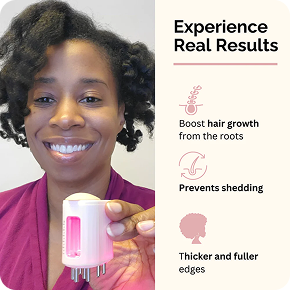 Experience
Real Results
Boost hair growth
from the roots
Prevents shedding
Thicker and fuller
edges